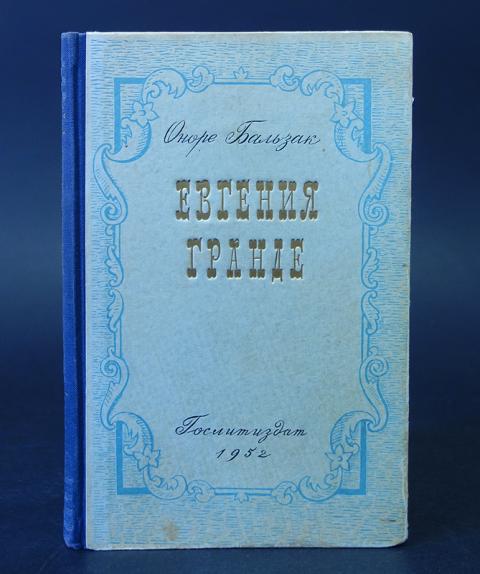 Оноре Бальзак
ЕВГЕНИЯ
ГРАНДЕ
Гослитиздат
1952